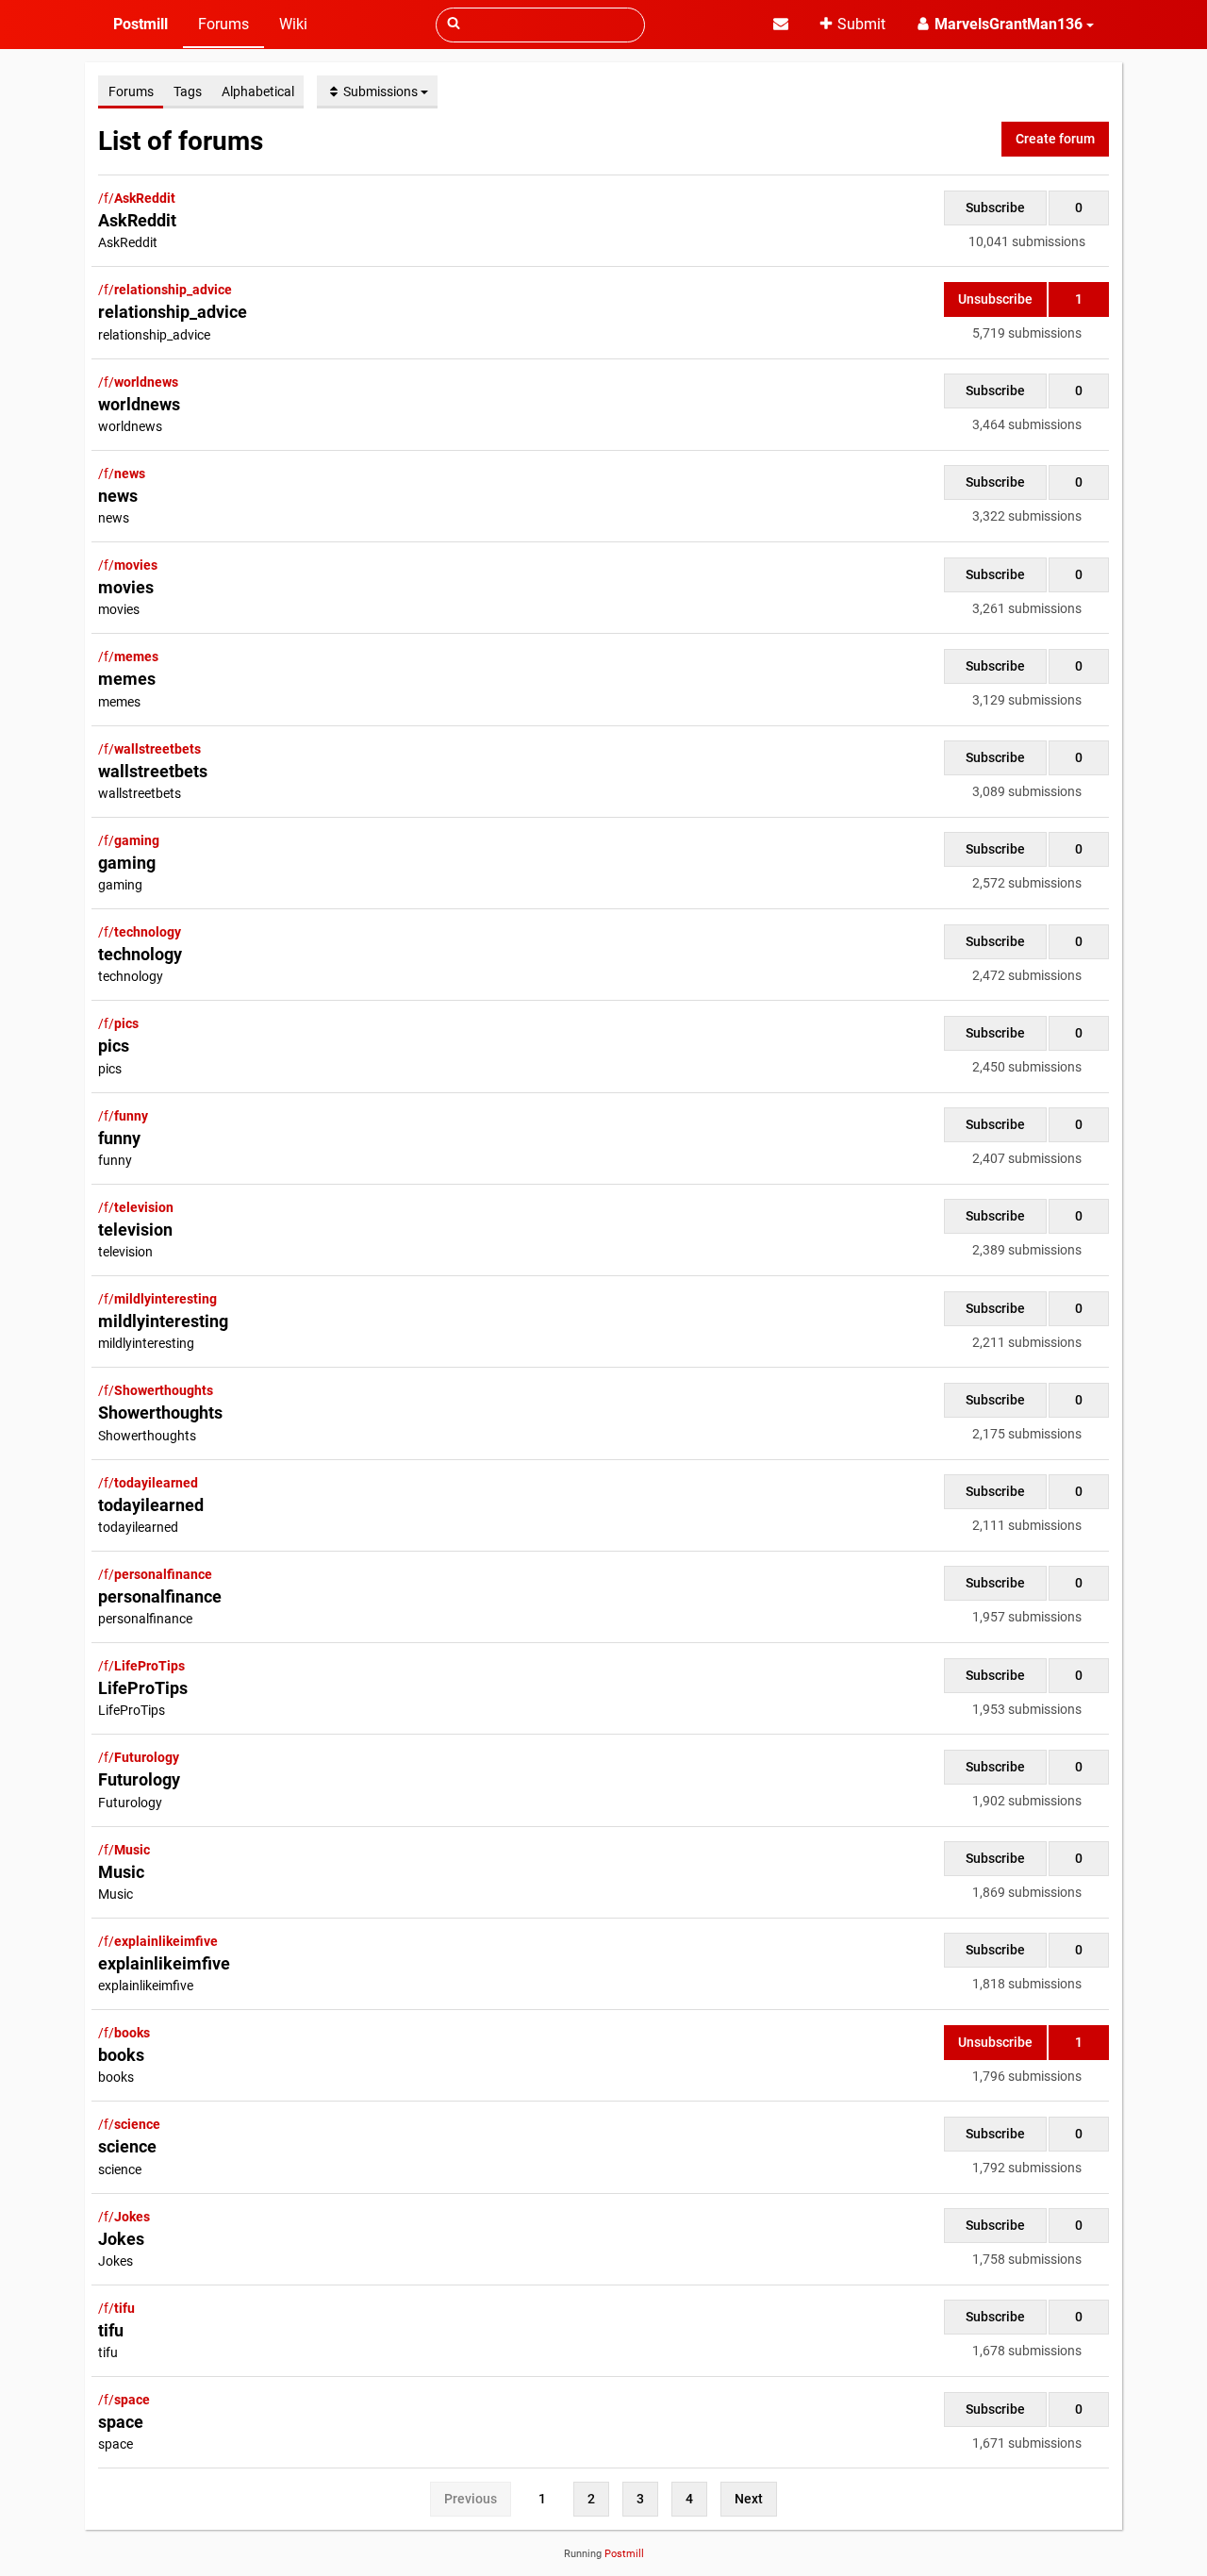 Postmill Forums Wiki Submit MarvelsGrantMan136
Forums Tags Alphabetical Submissions
List of forums Create forum
/f/AskReddit
AskReddit
AskReddit
Subscribe 0
10,041 submissions
/f/relationship_advice
relationship_advice
relationship_advice
Unsubscribe 1
5,719 submissions
/f/worldnews
worldnews
worldnews
Subscribe 0
3,464 submissions
/f/news
news
news
Subscribe 0
3,322 submissions
/f/movies
movies
movies
Subscribe 0
3,261 submissions
/f/memes
memes
memes
Subscribe 0
3,129 submissions
/f/wallstreetbets
wallstreetbets
wallstreetbets
Subscribe 0
3,089 submissions
/f/gaming
gaming
gaming
Subscribe 0
2,572 submissions
/f/technology
technology
technology
Subscribe 0
2,472 submissions
/f/pics
pics
pics
Subscribe 0
2,450 submissions
/f/funny
funny
funny
Subscribe 0
2,407 submissions
/f/television
television
television
Subscribe 0
2,389 submissions
/f/mildlyinteresting
mildlyinteresting
mildlyinteresting
Subscribe 0
2,211 submissions
/f/Showerthoughts
Showerthoughts
Showerthoughts
Subscribe 0
2,175 submissions
/f/todayilearned
todayilearned
todayilearned
Subscribe 0
2,111 submissions
/f/personalfinance
personalfinance
personalfinance
Subscribe 0
1,957 submissions
/f/LifeProTips
LifeProTips
LifeProTips
Subscribe 0
1,953 submissions
/f/Futurology
Futurology
Futurology
Subscribe 0
1,902 submissions
/f/Music
Music
Music
Subscribe 0
1,869 submissions
/f/explainlikeimfive
explainlikeimfive
explainlikeimfive
Subscribe 0
1,818 submissions
/f/books
books
books
Unsubscribe 1
1,796 submissions
/f/science
science
science
Subscribe 0
1,792 submissions
/f/Jokes
Jokes
Jokes
Subscribe 0
1,758 submissions
/f/tifu
tifu
tifu
Subscribe 0
1,678 submissions
/f/space
space
space
Subscribe 0
1,671 submissions
Previous 1 2 3 4 Next
Running Postmill